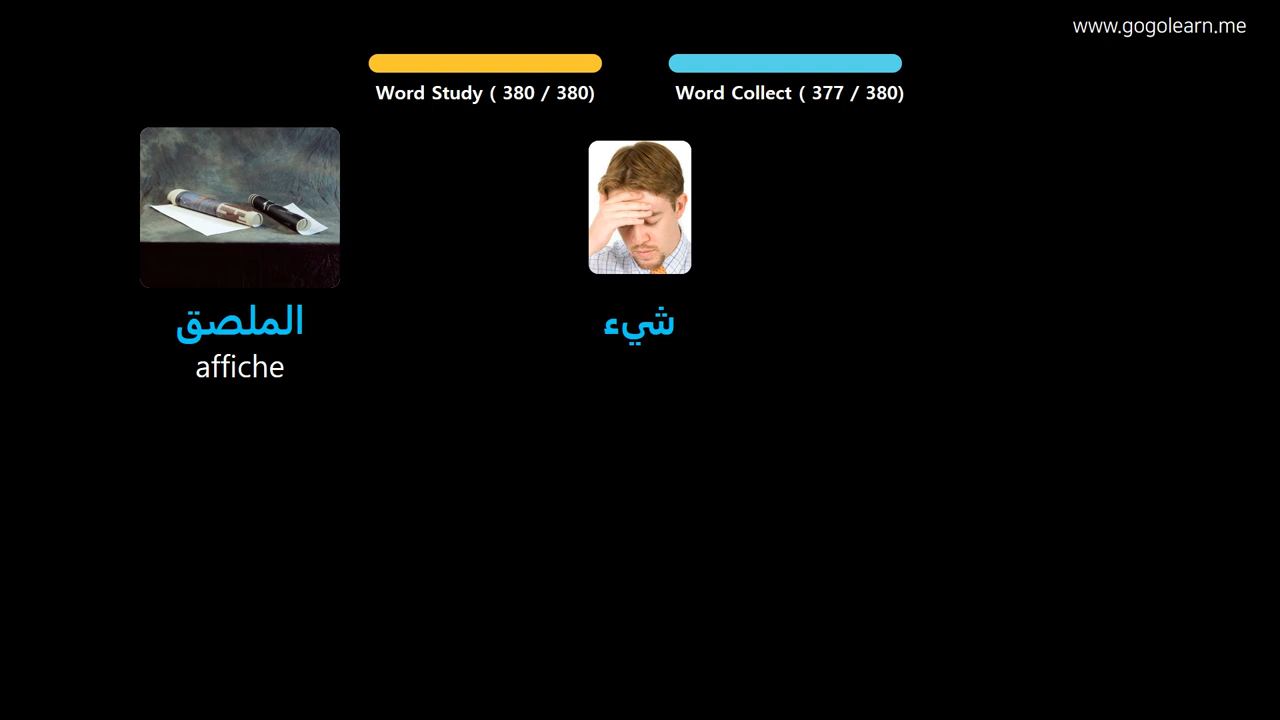 www.gogolearn.me
Word Study ( 380 / 380)
Word Collect ( 377 / 380)
الملصق
affiche
شيء